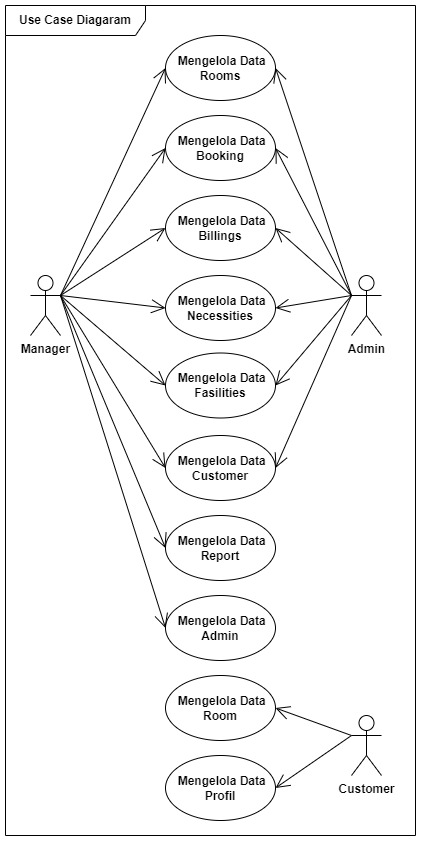 Use Case Diagaram
Mengelola Data
Rooms
Mengelola Data
Booking
Mengelola Data
Billings
Mengelola Data
Necessities
Manager
Admin
Mengelola Data
Fasilities
Mengelola Data
Customer
Mengelola Data
Report
Mengelola Data
Admin
Mengelola Data
Room
Mengelola Data
Profil
Customer